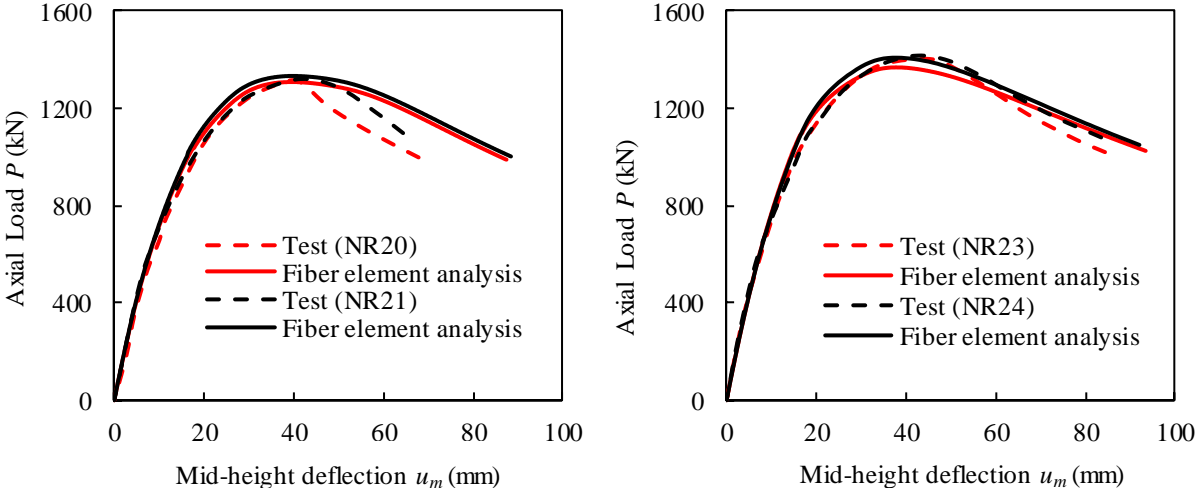 1600
1200
800
400
0
0 20 40 60 80 100
Axial Load P (kN)
Mid-height deflection um (mm)
Test (NR20)
Fiber element analysis
Test (NR21)
Fiber element analysis
1600
1200
800
400
0
0 20 40 60 80 100
Axial Load P (kN)
Mid-height deflection um (mm)
Test (NR23)
Fiber element analysis
Test (NR24)
Fiber element analysis